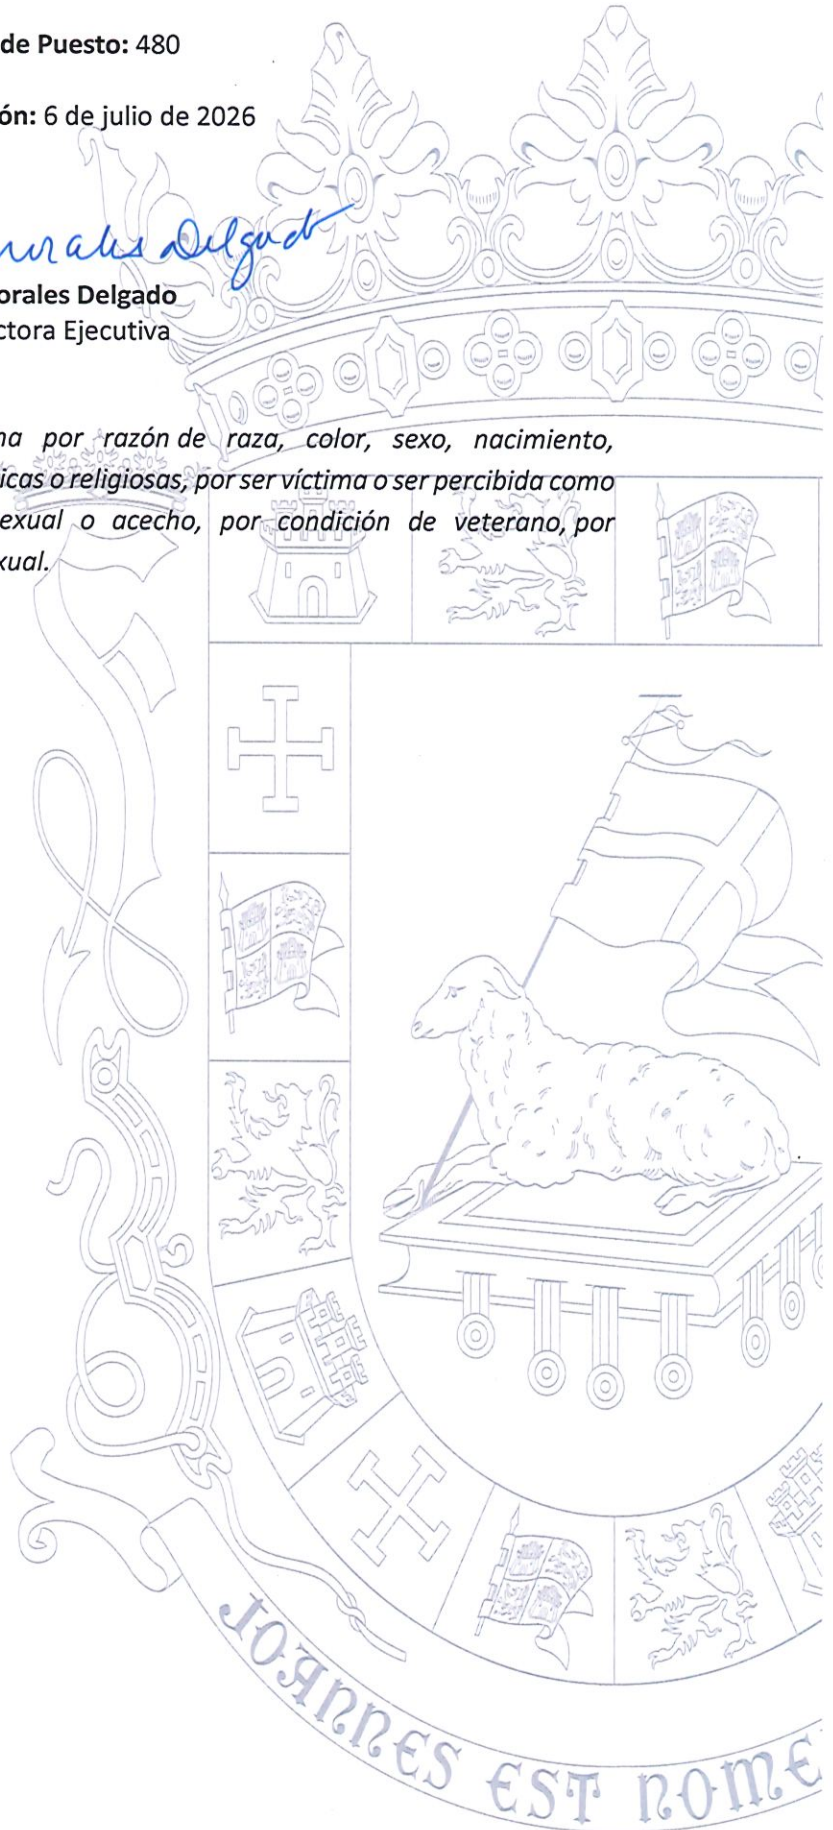 de Puesto: 480
ón: 6 de julio de 2026
orales Delgado
orales Delgado
ctora Ejecutiva
na por razón de raza, color, sexo, nacimiento,
icas o religiosas, por ser víctima o ser percibida como
exual o acecho, por condición de veterano, por
xual.
JOANNES EST NOME